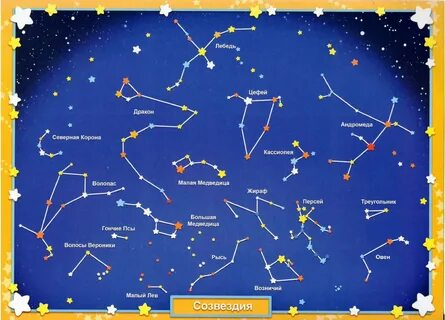 Лебедь
Цефей
Дракон
Андромеда
Северная Корона
Кассиопея
Волопас
Малая Медведица
Жираф
Персей
Треугольник
Гончие Псы
Большая
Медведица
Волосы Вероники
Рысь
Овен
Возничий
Малый Лев
Созвездия